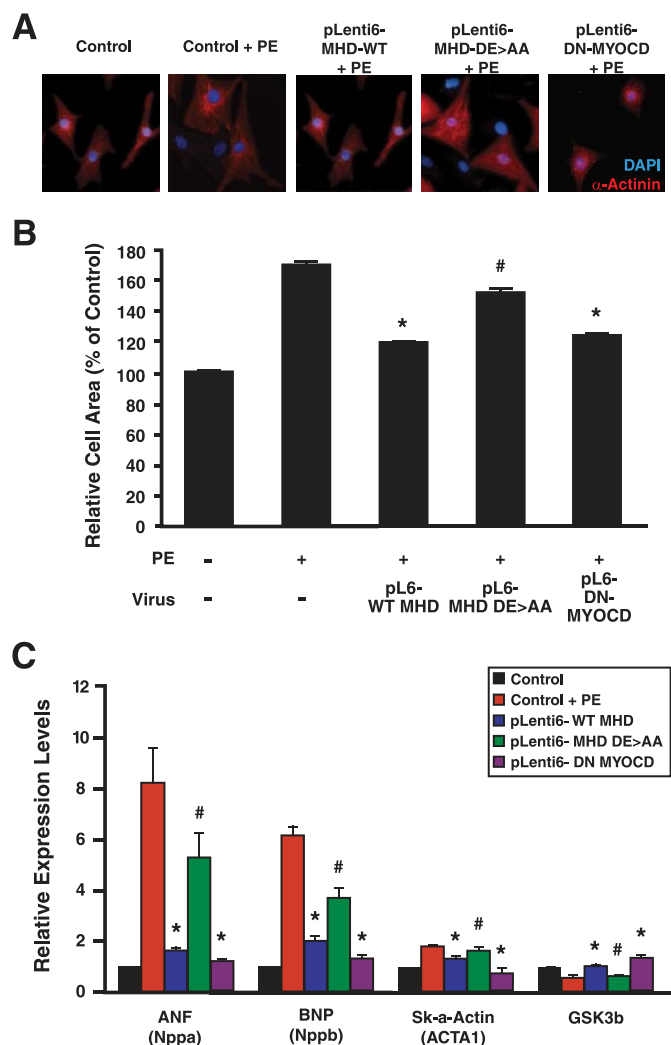 A
Control
Control + PE
pLenti6-
MHD-WT
+ PE
pLenti6-
MHD-DE>AA
+ PE
pLenti6-
DN-MYOCD
+ PE
DAPI
α-Actinin
B
Relative Cell Area (% of Control)
180
160
140
120
100
80
60
40
20
0
*
#
*
PE - + + + +
Virus - - pL6-
WT MHD
pL6-
MHD DE>AA
pL6-
DN-
MYOCD
C
Relative Expression Levels
12
10
8
6
4
2
0
Control
Control + PE
pLenti6- WT MHD
pLenti6- MHD DE>AA
pLenti6- DN MYOCD
* # *
* # *
* # *
* # *
ANF
(Nppa)
BNP
(Nppb)
Sk-a-Actin
(ACTA1)
GSK3b